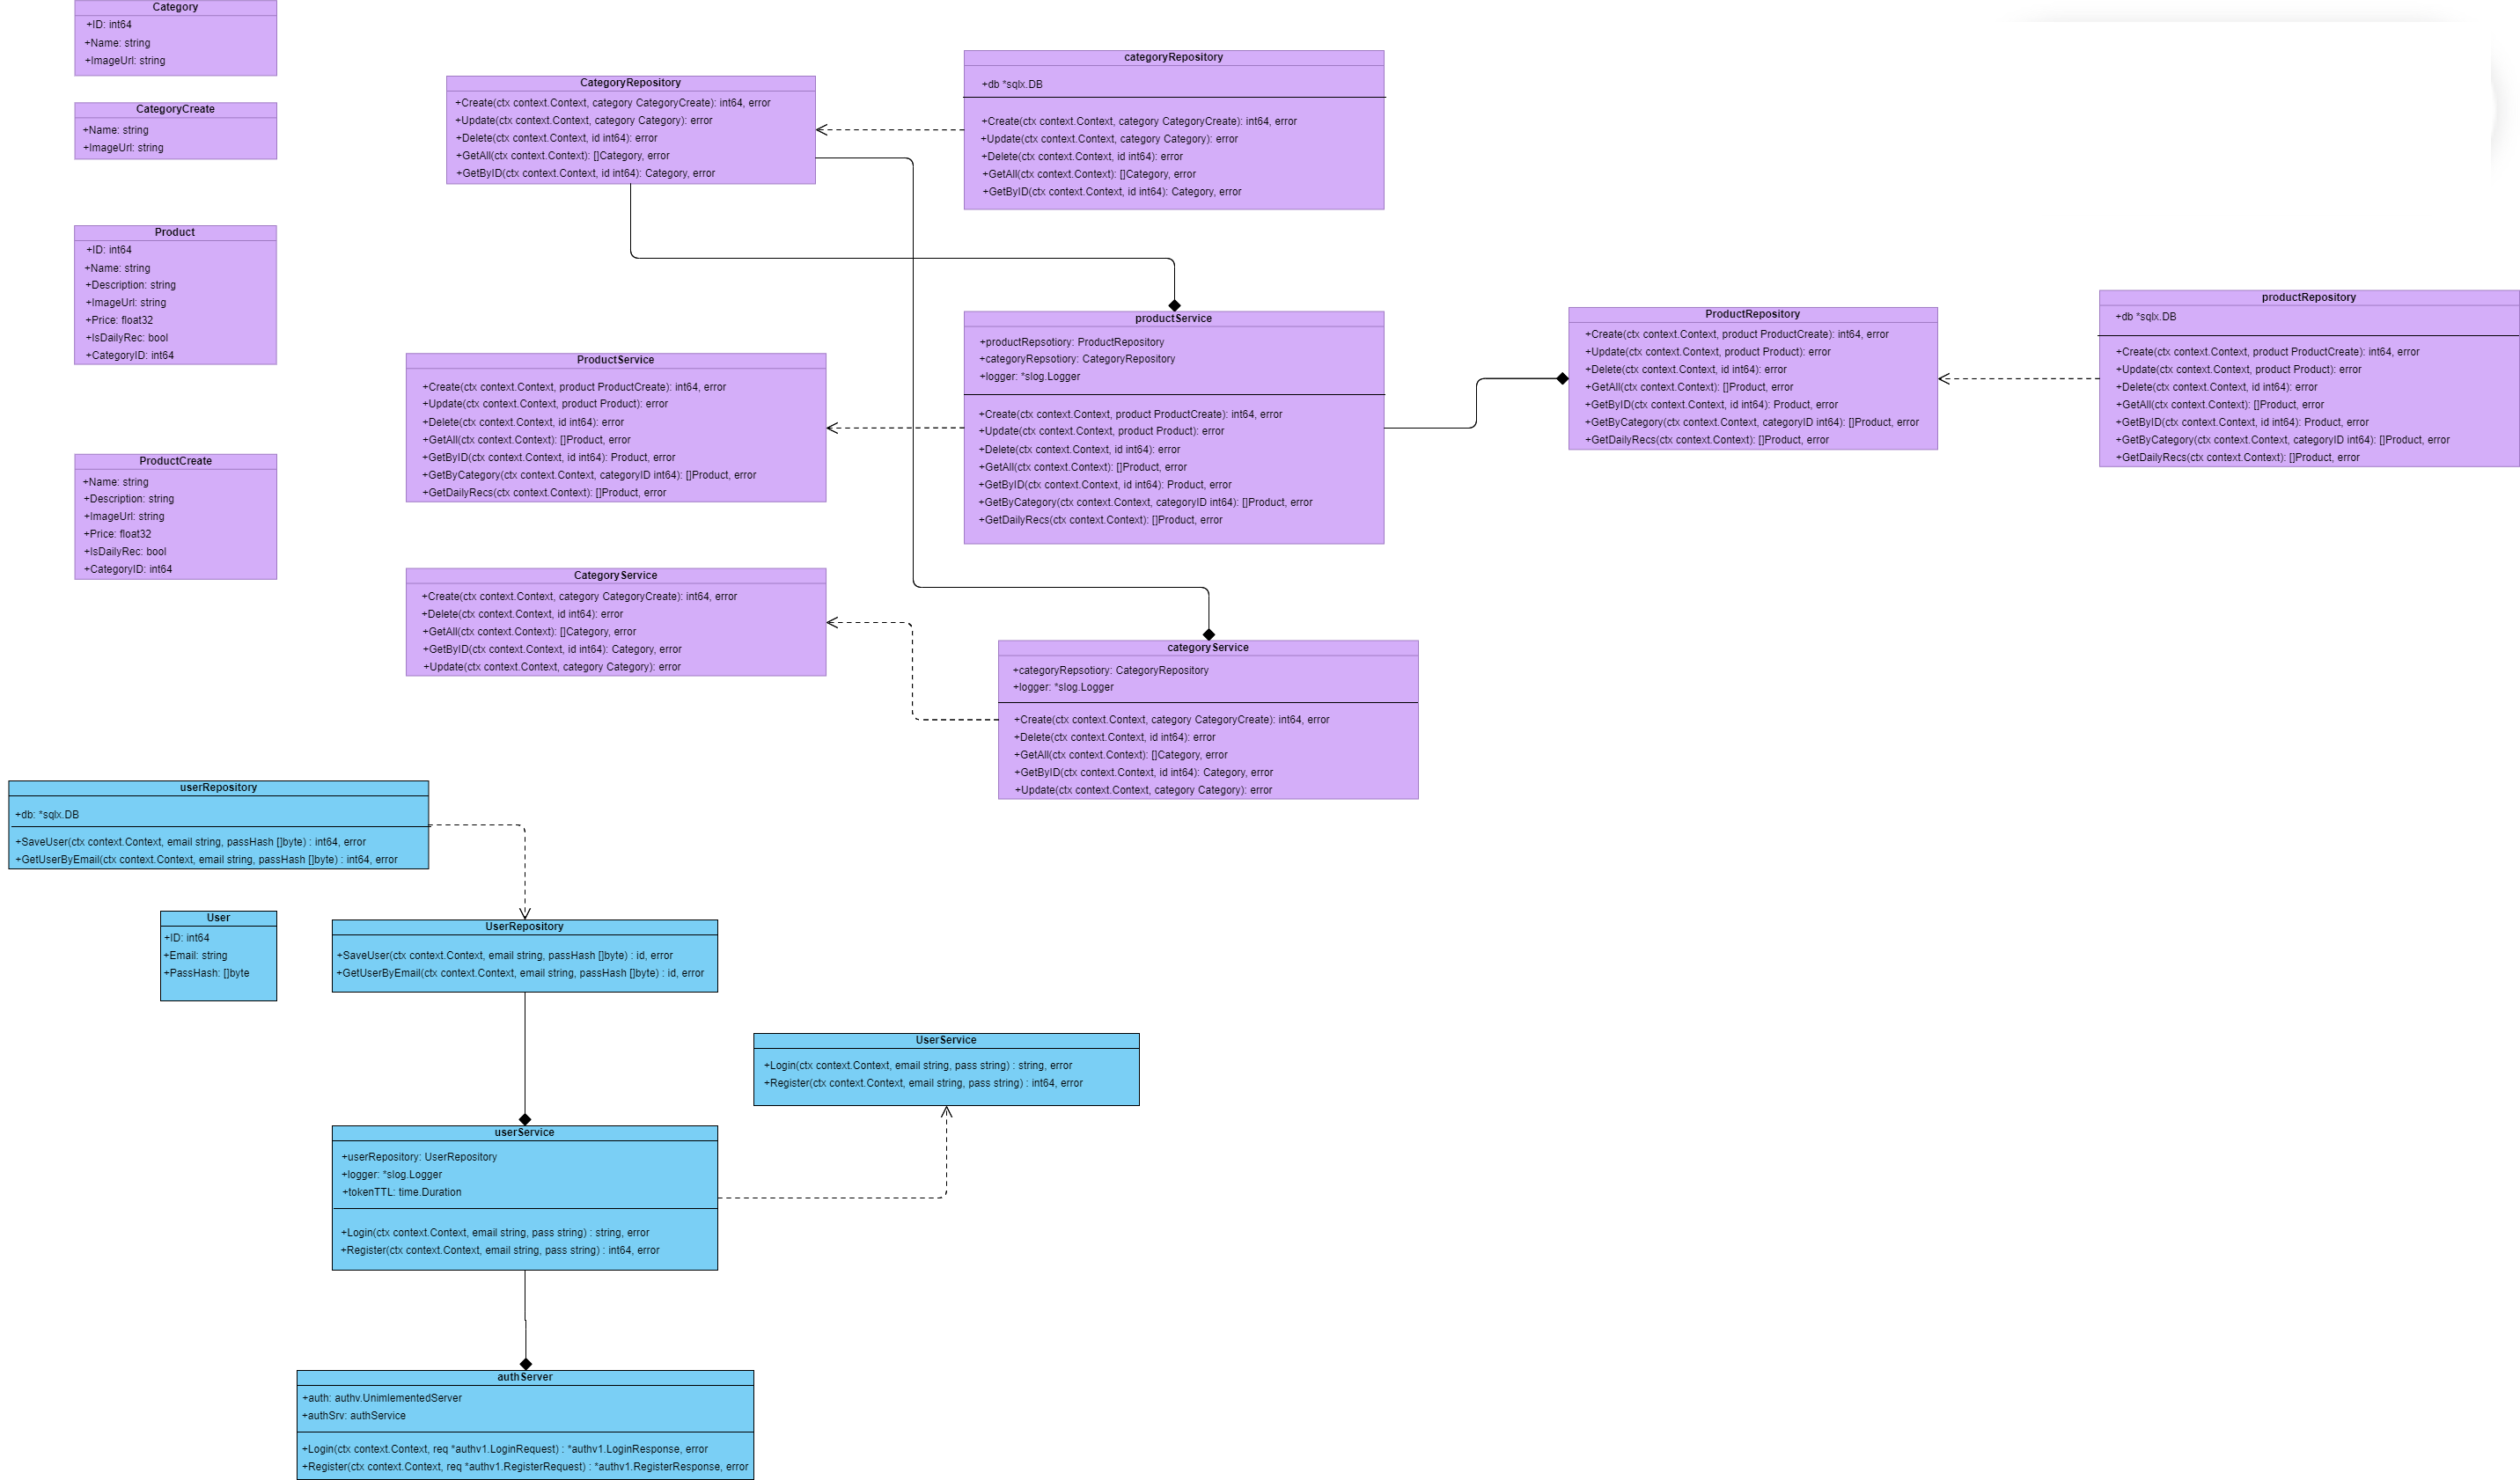 Category
+ID: int64
+Name: string
+ImageUrl: string
CategoryCreate
+Name: string
+ImageUrl: string
Product
+ID: int64
+Name: string
+Description: string
+ImageUrl: string
+Price: float32
+IsDailyRec: bool
+CategoryID: int64
ProductCreate
+Name: string
+Description: string
+ImageUrl: string
+Price: float32
+IsDailyRec: bool
+CategoryID: int64
CategoryRepository
+Create(ctx context.Context, category CategoryCreate): int64, error
+Update(ctx context.Context, category Category): error
+Delete(ctx context.Context, id int64): error
+GetAll(ctx context.Context): []Category, error
+GetByID(ctx context.Context, id int64): Category, error
categoryRepository
+db *sqlx.DB
+Create(ctx context.Context, category CategoryCreate): int64, error
+Update(ctx context.Context, category Category): error
+Delete(ctx context.Context, id int64): error
+GetAll(ctx context.Context): []Category, error
+GetByID(ctx context.Context, id int64): Category, error
ProductService
+Create(ctx context.Context, product ProductCreate): int64, error
+Update(ctx context.Context, product Product): error
+Delete(ctx context.Context, id int64): error
+GetAll(ctx context.Context): []Product, error
+GetByID(ctx context.Context, id int64): Product, error
+GetByCategory(ctx context.Context, categoryID int64): []Product, error
+GetDailyRecs(ctx context.Context): []Product, error
productService
+productRepsotiory: ProductRepository
+categoryRepsotiory: CategoryRepository
+logger: *slog.Logger
+Create(ctx context.Context, product ProductCreate): int64, error
+Update(ctx context.Context, product Product): error
+Delete(ctx context.Context, id int64): error
+GetAll(ctx context.Context): []Product, error
+GetByID(ctx context.Context, id int64): Product, error
+GetByCategory(ctx context.Context, categoryID int64): []Product, error
+GetDailyRecs(ctx context.Context): []Product, error
ProductRepository
+Create(ctx context.Context, product ProductCreate): int64, error
+Update(ctx context.Context, product Product): error
+Delete(ctx context.Context, id int64): error
+GetAll(ctx context.Context): []Product, error
+GetByID(ctx context.Context, id int64): Product, error
+GetByCategory(ctx context.Context, categoryID int64): []Product, error
+GetDailyRecs(ctx context.Context): []Product, error
productRepository
+db *sqlx.DB
+Create(ctx context.Context, product ProductCreate): int64, error
+Update(ctx context.Context, product Product): error
+Delete(ctx context.Context, id int64): error
+GetAll(ctx context.Context): []Product, error
+GetByID(ctx context.Context, id int64): Product, error
+GetByCategory(ctx context.Context, categoryID int64): []Product, error
+GetDailyRecs(ctx context.Context): []Product, error
CategoryService
+Create(ctx context.Context, category CategoryCreate): int64, error
+Delete(ctx context.Context, id int64): error
+GetAll(ctx context.Context): []Category, error
+GetByID(ctx context.Context, id int64): Category, error
+Update(ctx context.Context, category Category): error
categoryService
+categoryRepsotiory: CategoryRepository
+logger: *slog.Logger
+Create(ctx context.Context, category CategoryCreate): int64, error
+Delete(ctx context.Context, id int64): error
+GetAll(ctx context.Context): []Category, error
+GetByID(ctx context.Context, id int64): Category, error
+Update(ctx context.Context, category Category): error
userRepository
+db: *sqlx.DB
+SaveUser(ctx context.Context, email string, passHash []byte) : int64, error
+GetUserByEmail(ctx context.Context, email string, passHash []byte) : int64, error
User
+ID: int64
+Email: string
+PassHash: []byte
UserRepository
+SaveUser(ctx context.Context, email string, passHash []byte) : id, error
+GetUserByEmail(ctx context.Context, email string, passHash []byte) : id, error
UserService
+Login(ctx context.Context, email string, pass string) : string, error
+Register(ctx context.Context, email string, pass string) : int64, error
userService
+userRepository: UserRepository
+logger: *slog.Logger
+tokenTTL: time.Duration
+Login(ctx context.Context, email string, pass string) : string, error
+Register(ctx context.Context, email string, pass string) : int64, error
authServer
+auth: authv.UnimlementedServer
+authSrv: authService
+Login(ctx context.Context, req *authv1.LoginRequest) : *authv1.LoginResponse, error
+Register(ctx context.Context, req *authv1.RegisterRequest) : *authv1.RegisterResponse, error